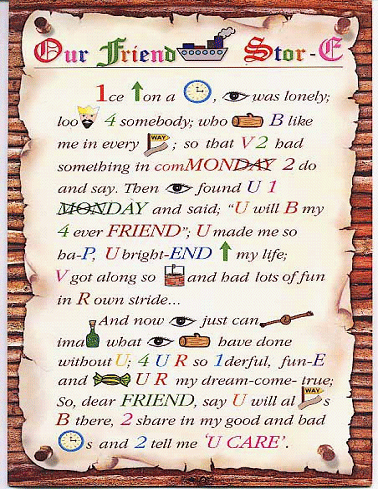 Our Friend Stor-E
1ce on a , was lonely;
loo 4 somebody; who B like
me in every WAY ; so that V 2 had
something in comMONDAY 2 do
and say. Then found U 1
MONDAY and said; "U will B my
4 ever FRIEND"; U made me so
ha-P, U bright-END my life;
V got along so and had lots of fun
in R own stride...
And now just can
ima what have done
without U; 4 U R so 1derful, fun-E
and U R my dream-come- true;
So, dear FRIEND, say U will al WAY s
B there, 2 share in my good and bad
s and 2 tell me 'U CARE'.